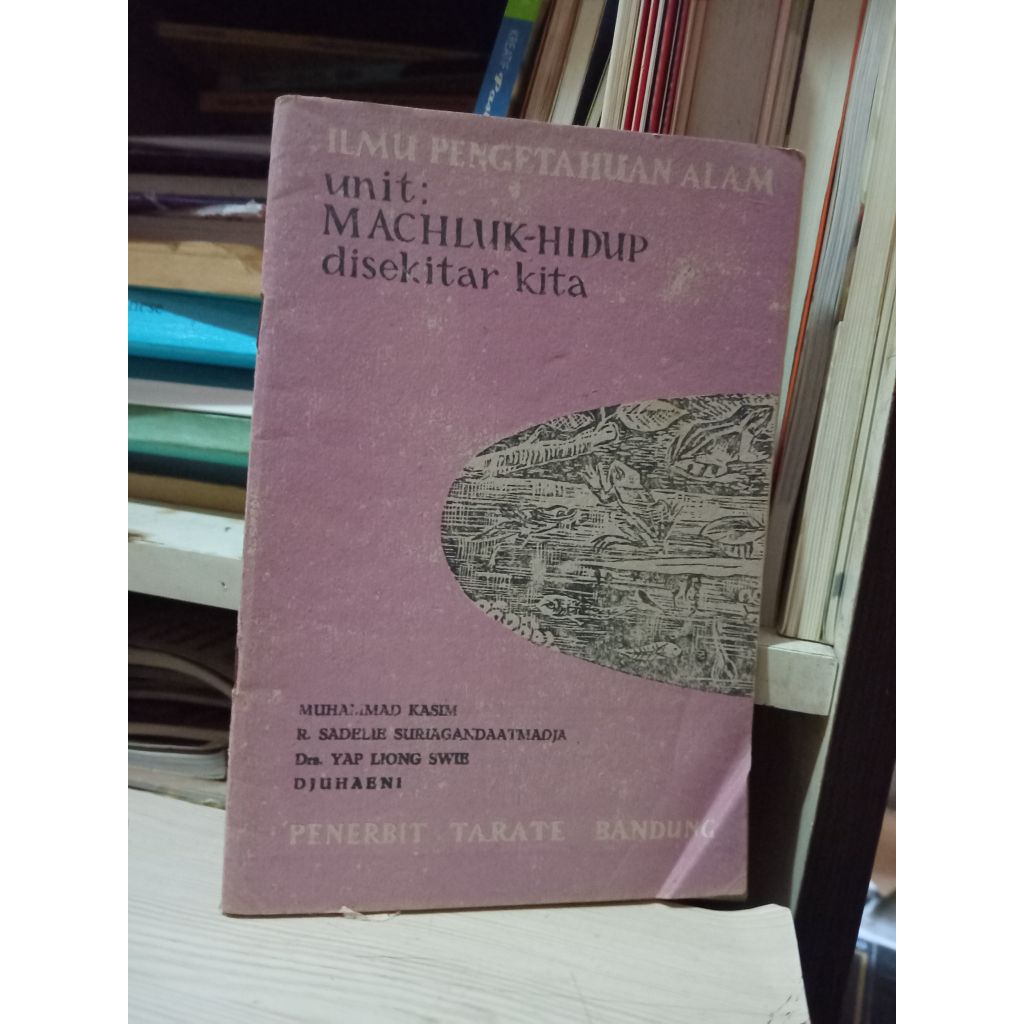 KREATIF
ILMU PENGETAHUAN ALAM
unit:
MACHLUK-HIDUP
disekitar kita
MUHAMMAD KASIM
R. SADELIE SURIAGANDAATMADJA
Drs. YAP LIONG SWIE
DJUHAENI
PENERBIT TARATE BANDUNG